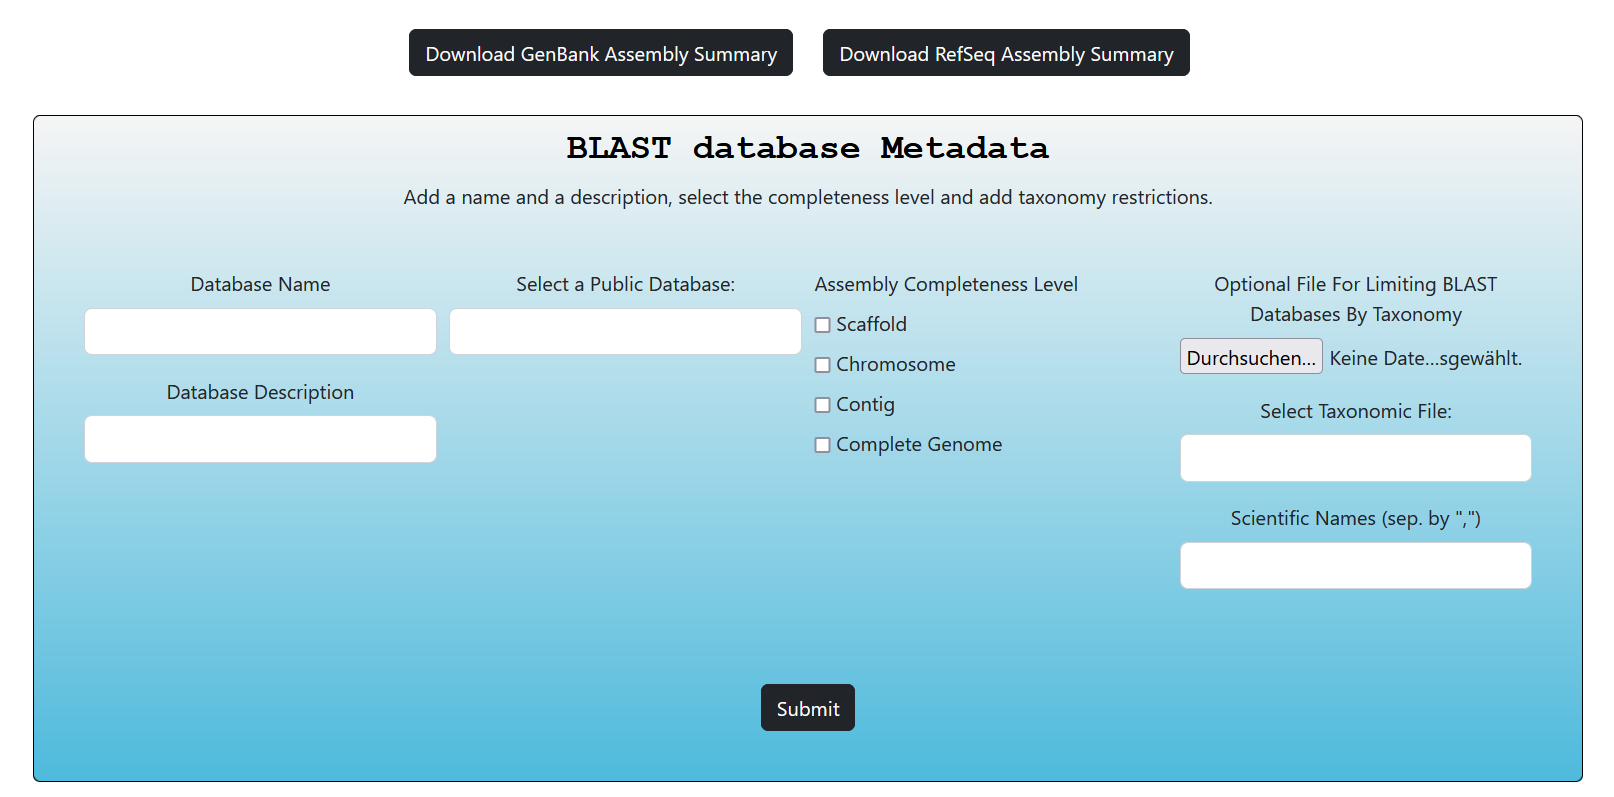 Download GenBank Assembly Summary
Download RefSeq Assembly Summary
BLAST database Metadata
Add a name and a description, select the completeness level and add taxonomy restrictions.
Database Name
Database Description
Select a Public Database:
Assembly Completeness Level
Scaffold
Chromosome
Contig
Complete Genome
Optional File For Limiting BLAST
Databases By Taxonomy
Durchsuchen... Keine Date...sgewählt.
Select Taxonomic File:
Scientific Names (sep. by ",")
Submit